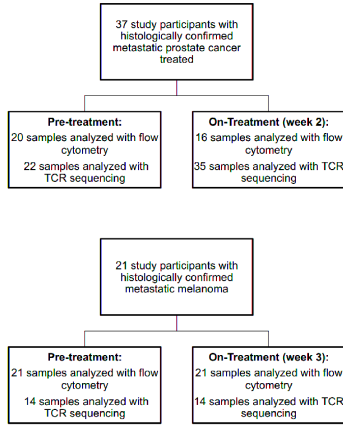 37 study participants with
histologically confirmed
metastatic prostate cancer
treated
Pre-treatment:
20 samples analyzed with flow
cytometry
22 samples analyzed with
TCR sequencing
On-Treatment (week 2):
16 samples analyzed with flow
cytometry
35 samples analyzed with TCR
sequencing
21 study participants with
histologically confirmed
metastatic melanoma
Pre-treatment:
21 samples analyzed with flow
cytometry
14 samples analyzed with
TCR sequencing
On-Treatment (week 3):
21 samples analyzed with flow
cytometry
14 samples analyzed with TCR
sequencing